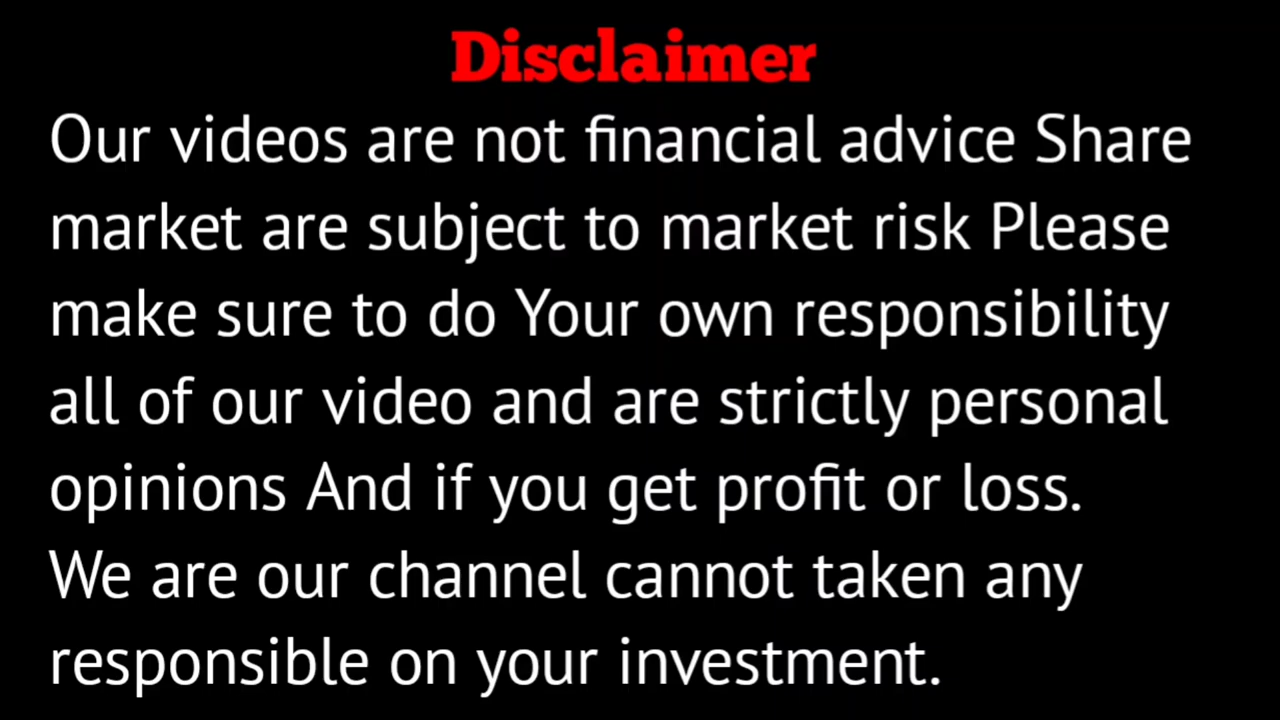 Disclaimer
Our videos are not financial advice Share
market are subject to market risk Please
make sure to do Your own responsibility
all of our video and are strictly personal
opinions And if you get profit or loss.
We are our channel cannot taken any
responsible on your investment.